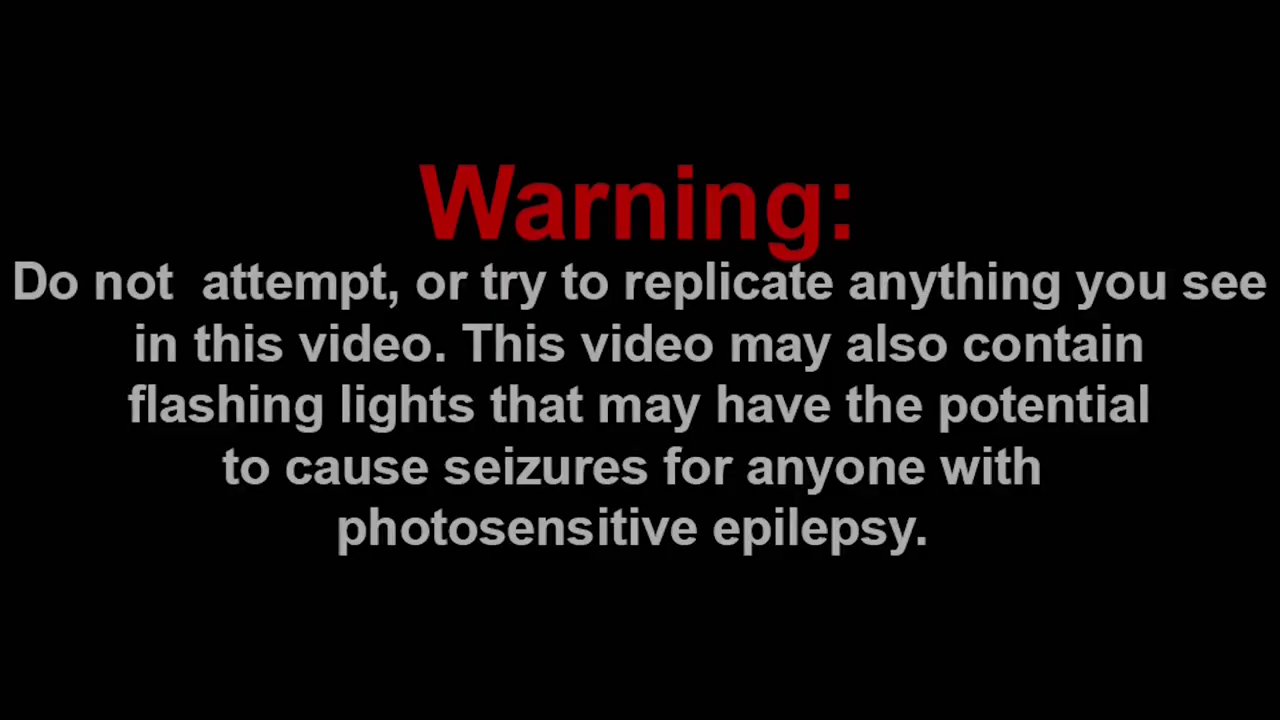 Warning:
Do not  attempt, or try to replicate anything you see
in this video. This video may also contain
flashing lights that may have the potential
to cause seizures for anyone with
photosensitive epilepsy.